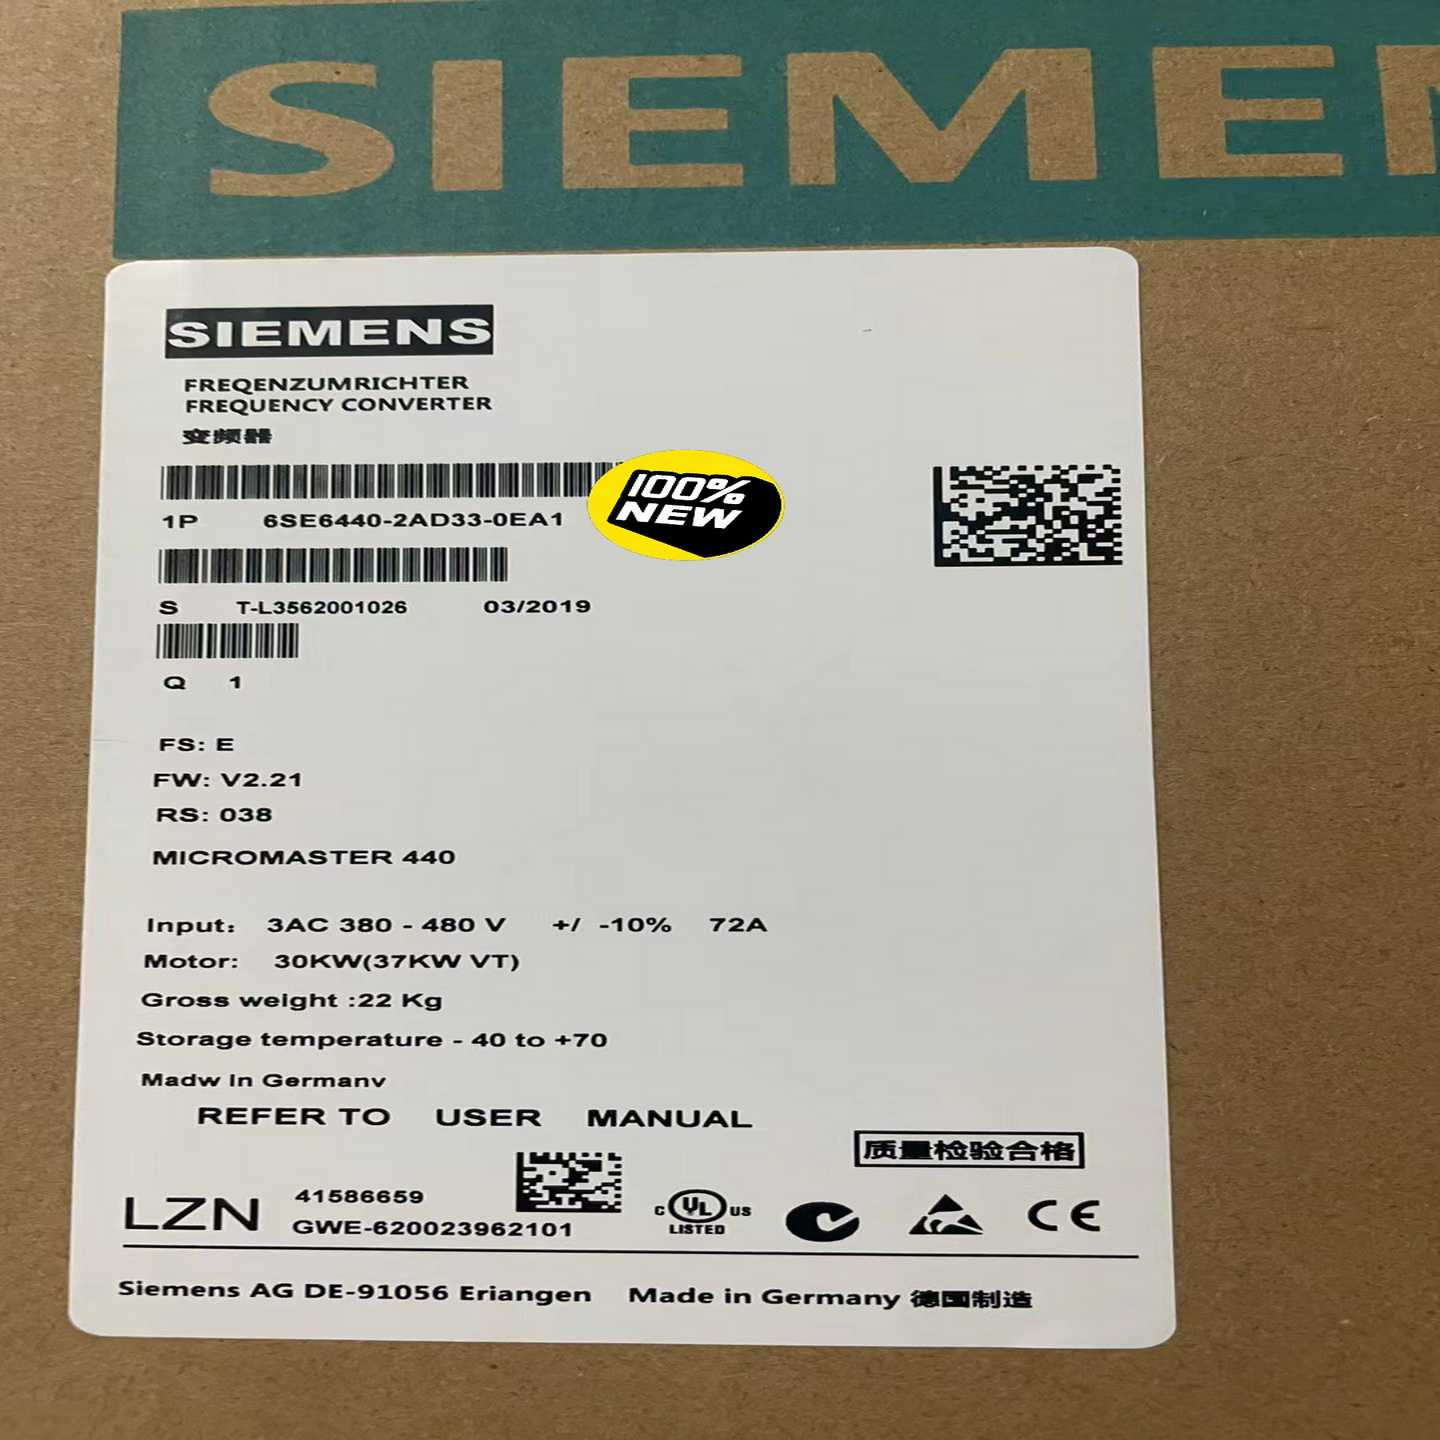 SIEMEN
SIEMENS
FREQENZUMRICHTER
FREQUENCY CONVERTER
变频器
100%
NEW
1P 6SE6440-2AD33-0EA1
S T-L3562001026 03/2019
Q 1
FS: E
FW: V2.21
RS: 038
MICROMASTER 440
Input: 3AC 380 - 480 V +/ -10% 72A
Motor: 30KW(37KW VT)
Gross weight :22 Kg
Storage temperature - 40 to +70
Madw in Germanv
REFER TO USER MANUAL
质量检验合格
LZN 41586659
GWE-620023962101
C UL US
LISTED
CE
Siemens AG DE-91056 Eriangen Made in Germany 德国制造